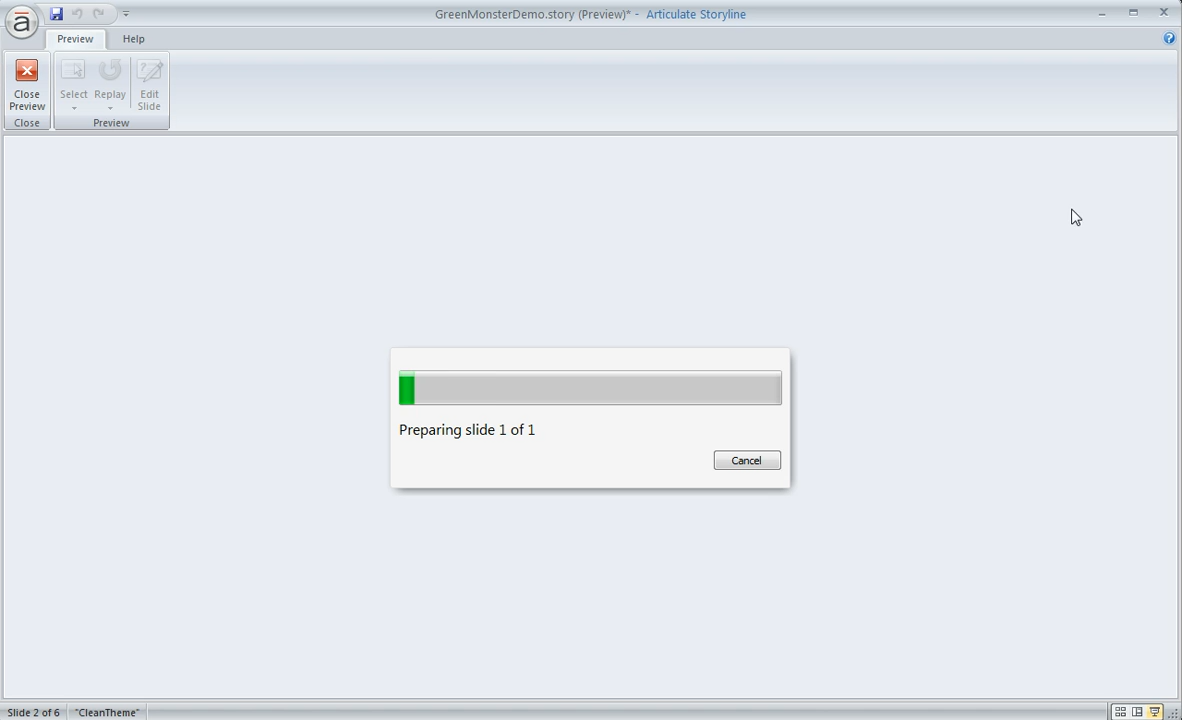 GreenMonsterDemo.story (Preview)* - Articulate Storyline
Preview Help
Close Preview
Select
Replay
Edit Slide
Close
Preview
Preparing slide 1 of 1
Cancel
Slide 2 of 6 "CleanTheme"